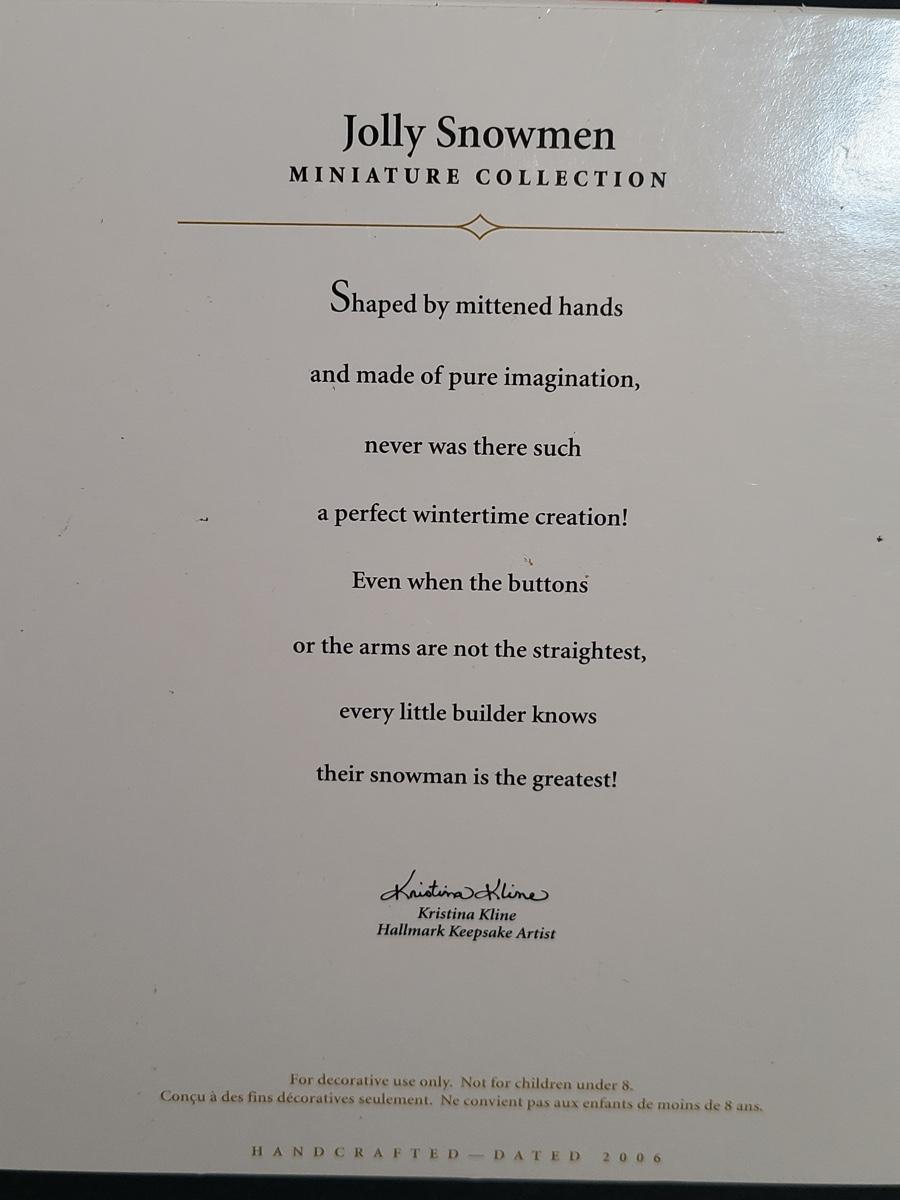 Jolly Snowmen
MINIATURE COLLECTION
Shaped by mittened hands
and made of pure imagination,
never was there such
a perfect wintertime creation!
Even when the buttons
or the arms are not the straightest,
every little builder knows
their snowman is the greatest!
Kristina Kline
Kristina Kline
Hallmark Keepsake Artist
For decorative use only. Not for children under 8.
Conçu à des fins décoratives seulement. Ne convient pas aux enfants de moins de 8 ans.
HANDCRAFTED — DATED 2006